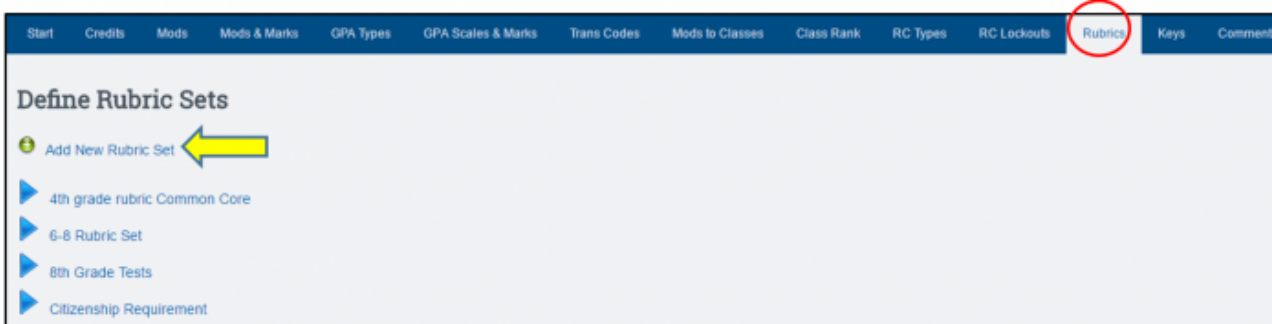 Start Credits Mods Mods & Marks GPA Types GPA Scales & Marks Trans Codes Mods to Classes Class Rank RC Types RC Lockouts Rubrics Keys Comment
Define Rubric Sets
Add New Rubric Set
4th grade rubric Common Core
6-8 Rubric Set
8th Grade Tests
Citizenship Requirement